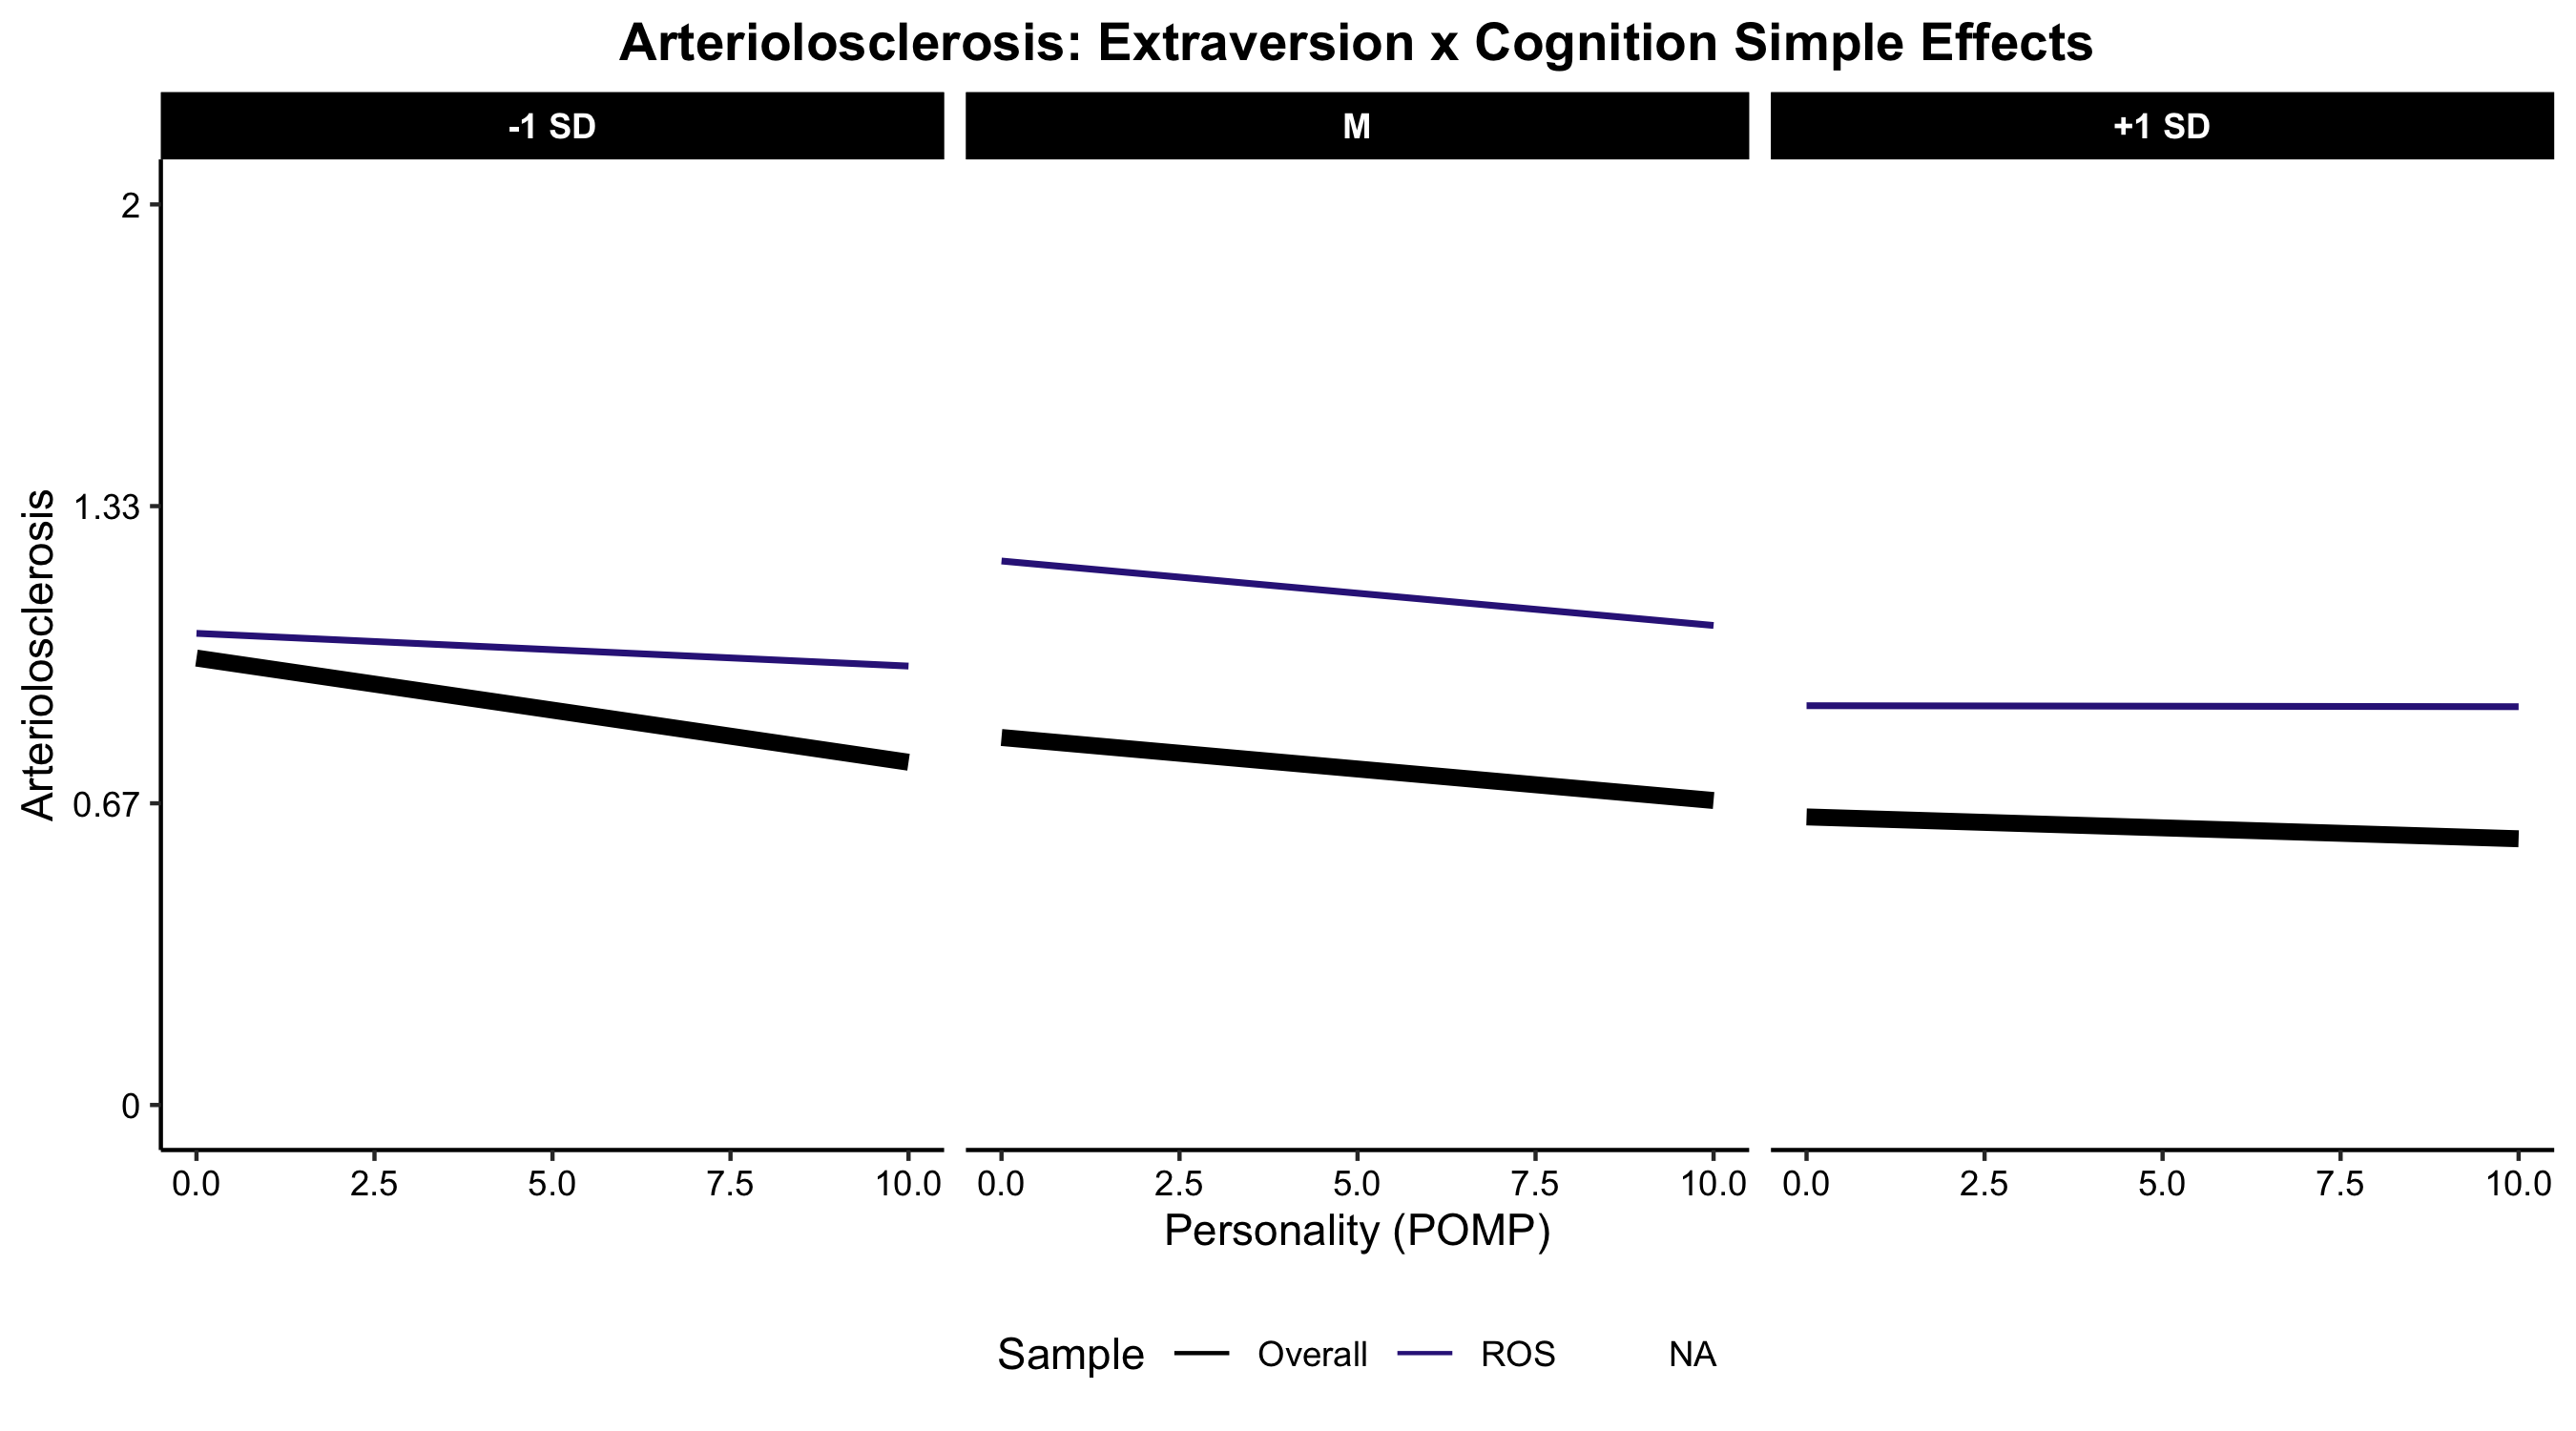 Arteriolosclerosis: Extraversion x Cognition Simple Effects
-1 SD M +1 SD
Arteriolosclerosis
2
1.33
0.67
0
0.0 2.5 5.0 7.5 10.0 0.0 2.5 5.0 7.5 10.0 0.0 2.5 5.0 7.5 10.0
Personality (POMP)
Sample Overall ROS NA